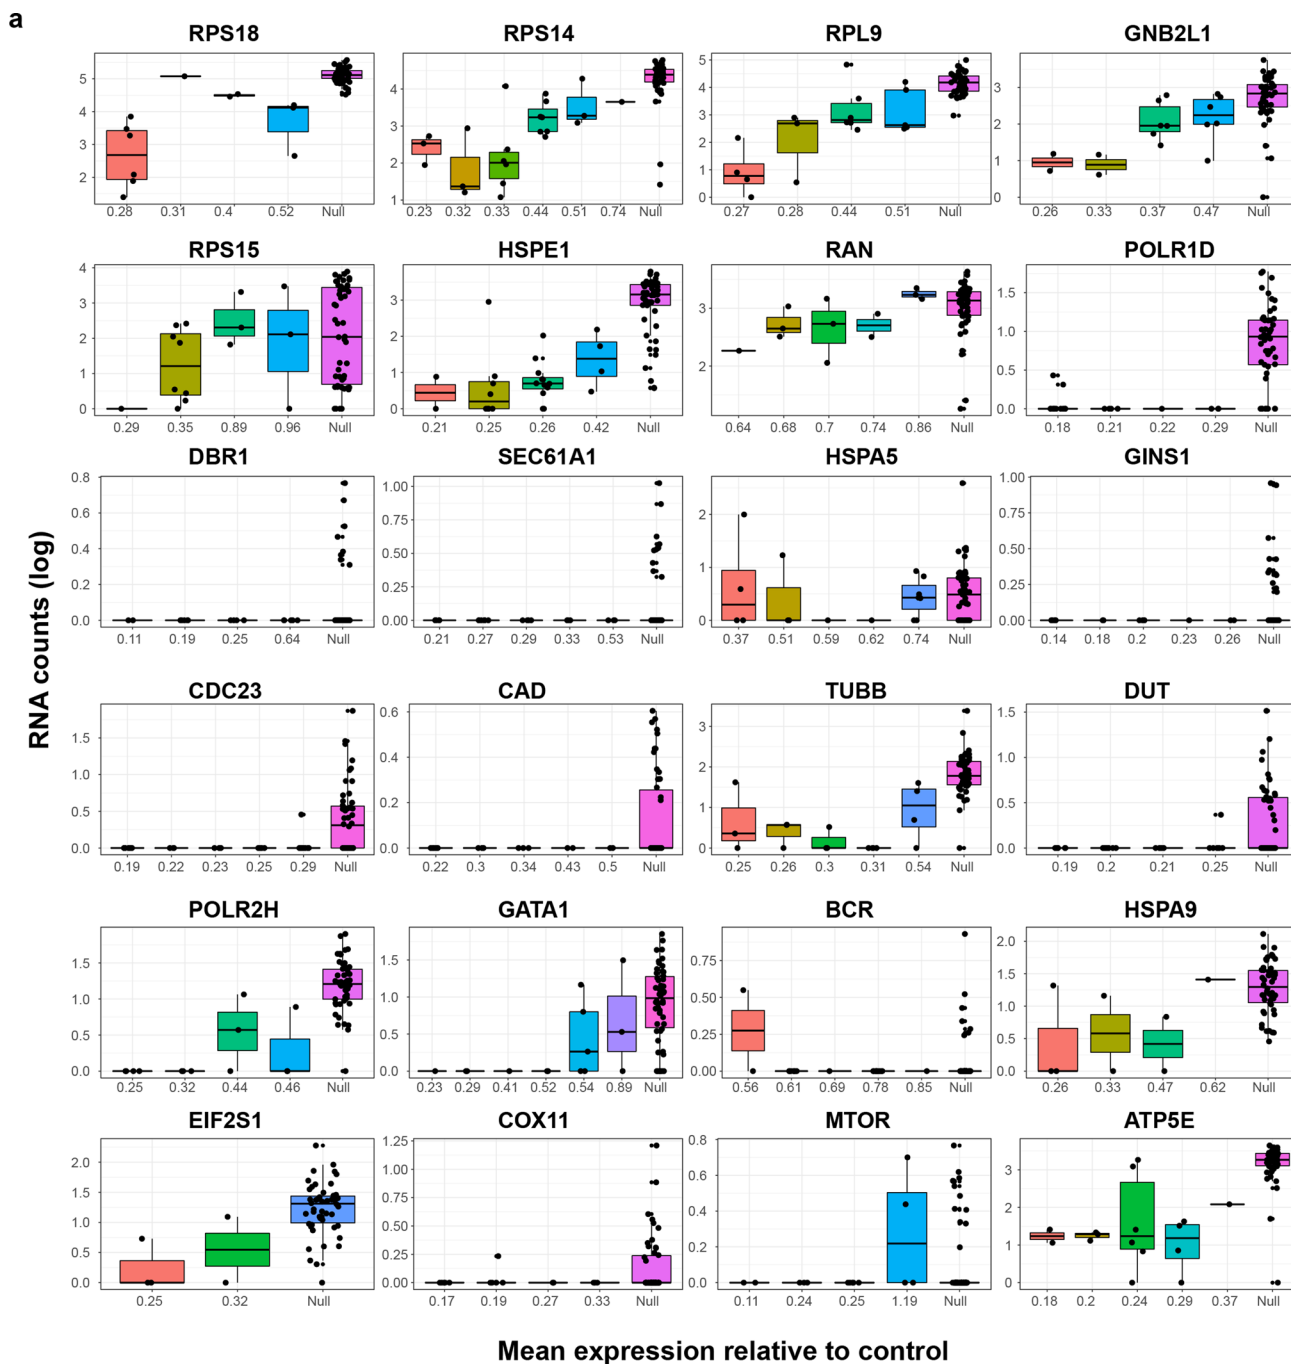 a
RPS18
RPS14
RPL9
GNB2L1
5
4
3
2
0.28 0.31 0.4 0.52 Null
4
3
2
1
0.23 0.32 0.33 0.44 0.51 0.74 Null
5
4
3
2
1
0
0.27 0.28 0.44 0.51 Null
3
2
1
0
0.26 0.33 0.37 0.47 Null
RPS15
HSPE1
RAN
POLR1D
4
3
2
1
0
0.29 0.35 0.89 0.96 Null
3
2
1
0
0.21 0.25 0.26 0.42 Null
3
2
0.64 0.68 0.7 0.74 0.86 Null
1.5
1.0
0.5
0.0
0.18 0.21 0.22 0.29 Null
DBR1
SEC61A1
HSPA5
GINS1
0.8
0.6
0.4
0.2
0.0
0.11 0.19 0.25 0.64 Null
1.00
0.75
0.50
0.25
0.00
0.21 0.27 0.29 0.33 0.53 Null
2
1
0
0.37 0.51 0.59 0.62 0.74 Null
1.00
0.75
0.50
0.25
0.00
0.14 0.18 0.2 0.23 0.26 Null
RNA counts (log)
CDC23
CAD
TUBB
DUT
1.5
1.0
0.5
0.0
0.19 0.22 0.23 0.25 0.29 Null
0.6
0.4
0.2
0.0
0.22 0.3 0.34 0.43 0.5 Null
3
2
1
0
0.25 0.26 0.3 0.31 0.54 Null
1.5
1.0
0.5
0.0
0.19 0.2 0.21 0.25 Null
POLR2H
GATA1
BCR
HSPA9
1.5
1.0
0.5
0.0
0.25 0.32 0.44 0.46 Null
1.5
1.0
0.5
0.0
0.23 0.29 0.41 0.52 0.54 0.89 Null
0.75
0.50
0.25
0.00
0.56 0.61 0.69 0.78 0.85 Null
2.0
1.5
1.0
0.5
0.0
0.26 0.33 0.47 0.62 Null
EIF2S1
COX11
MTOR
ATP5E
2.0
1.5
1.0
0.5
0.0
0.25 0.32 Null
1.25
1.00
0.75
0.50
0.25
0.00
0.17 0.19 0.27 0.33 Null
0.8
0.6
0.4
0.2
0.0
0.11 0.24 0.25 1.19 Null
3
2
1
0
0.18 0.2 0.24 0.29 0.37 Null
Mean expression relative to control